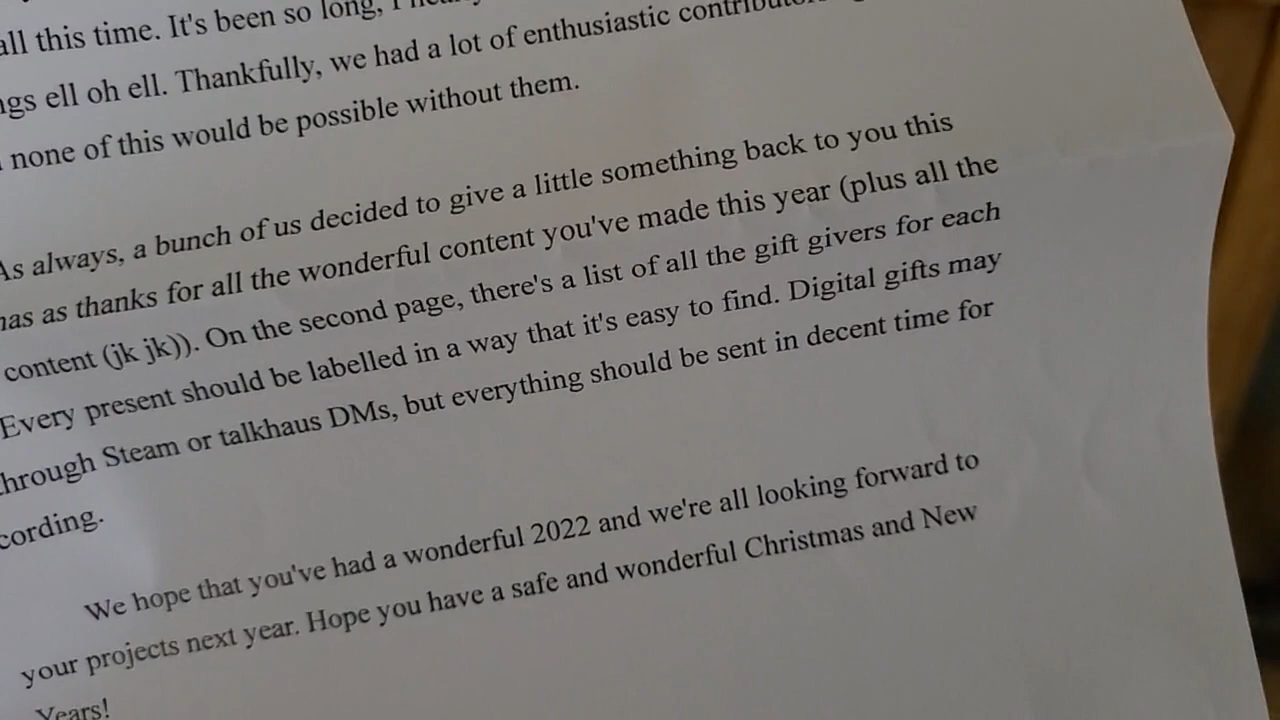 all this time. It's been so long, I
ell oh ell. Thankfully, we had a lot of enthusiastic
none of this would be possible without them.
As always, a bunch of us decided to give a little something back to you this
as thanks for all the wonderful content you've made this year (plus all the
content (jk jk)). On the second page, there's a list of all the gift givers for each
Every present should be labelled in a way that it's easy to find. Digital gifts may
through Steam or talkhaus DMs, but everything should be sent in decent time for
cording.
We hope that you've had a wonderful 2022 and we're all looking forward to
your projects next year. Hope you have a safe and wonderful Christmas and New
Years!